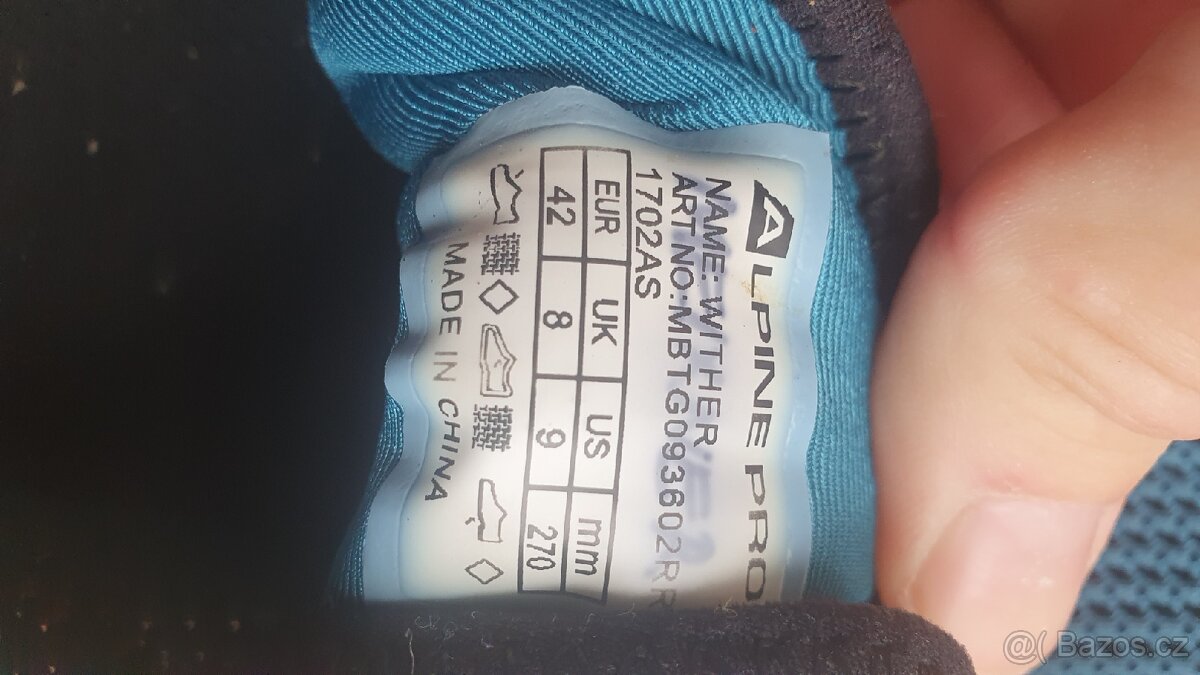 ALPINE PRO
NAME: WITHER
ART NO:MBTG093602RR
1702AS
EUR UK US mm
42 8 9 270
MADE IN CHINA
@( Bazos.cz